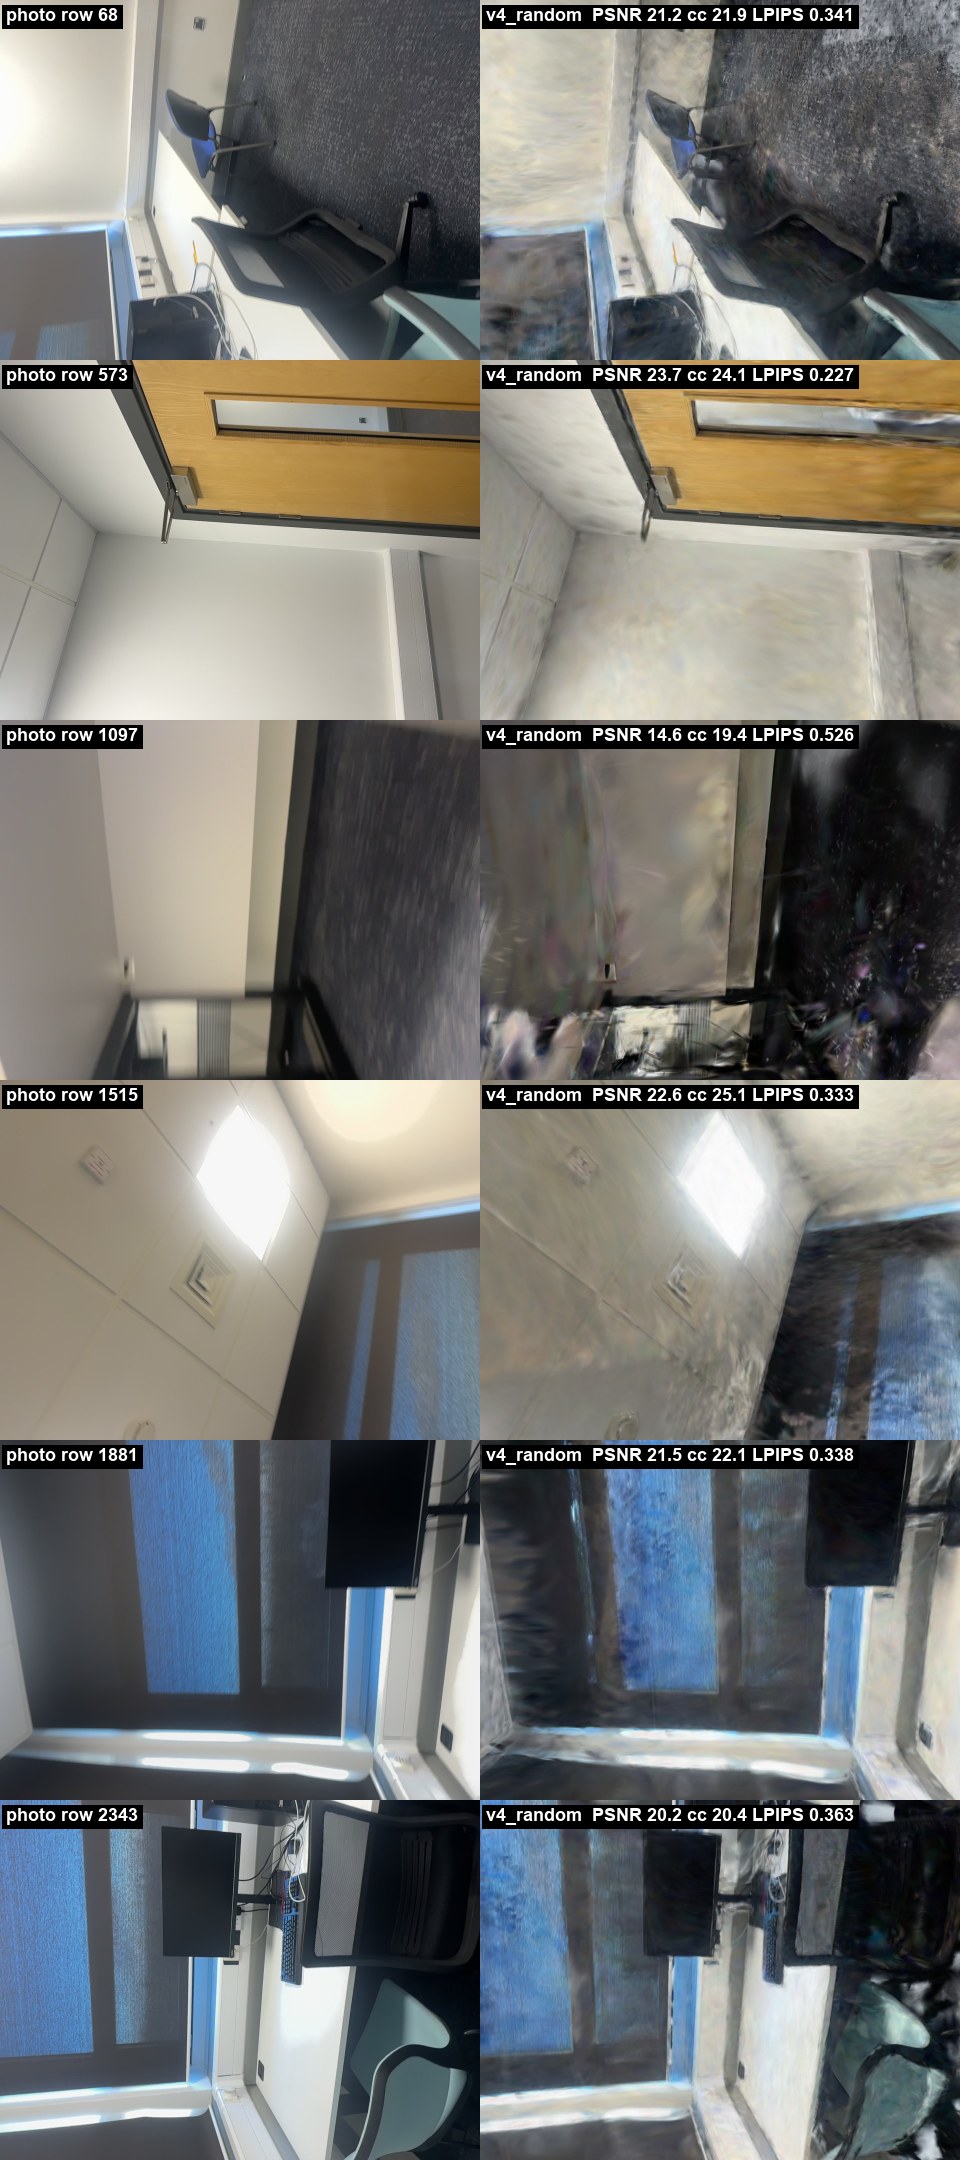 photo row 68
v4_random PSNR 21.2 cc 21.9 LPIPS 0.341
photo row 573
v4_random PSNR 23.7 cc 24.1 LPIPS 0.227
photo row 1097
v4_random PSNR 14.6 cc 19.4 LPIPS 0.526
photo row 1515
v4_random PSNR 22.6 cc 25.1 LPIPS 0.333
photo row 1881
v4_random PSNR 21.5 cc 22.1 LPIPS 0.338
photo row 2343
v4_random PSNR 20.2 cc 20.4 LPIPS 0.363